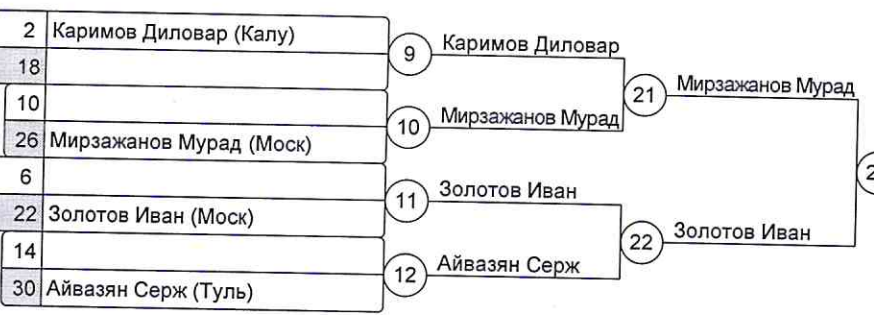 2 Каримов Диловар (Калу)
18
9 Каримов Диловар
10
26 Мирзажанов Мурад (Моск)
10 Мирзажанов Мурад
21 Мирзажанов Мурад
6
22 Золотов Иван (Моск)
11 Золотов Иван
14
30 Айвазян Серж (Туль)
12 Айвазян Серж
22 Золотов Иван